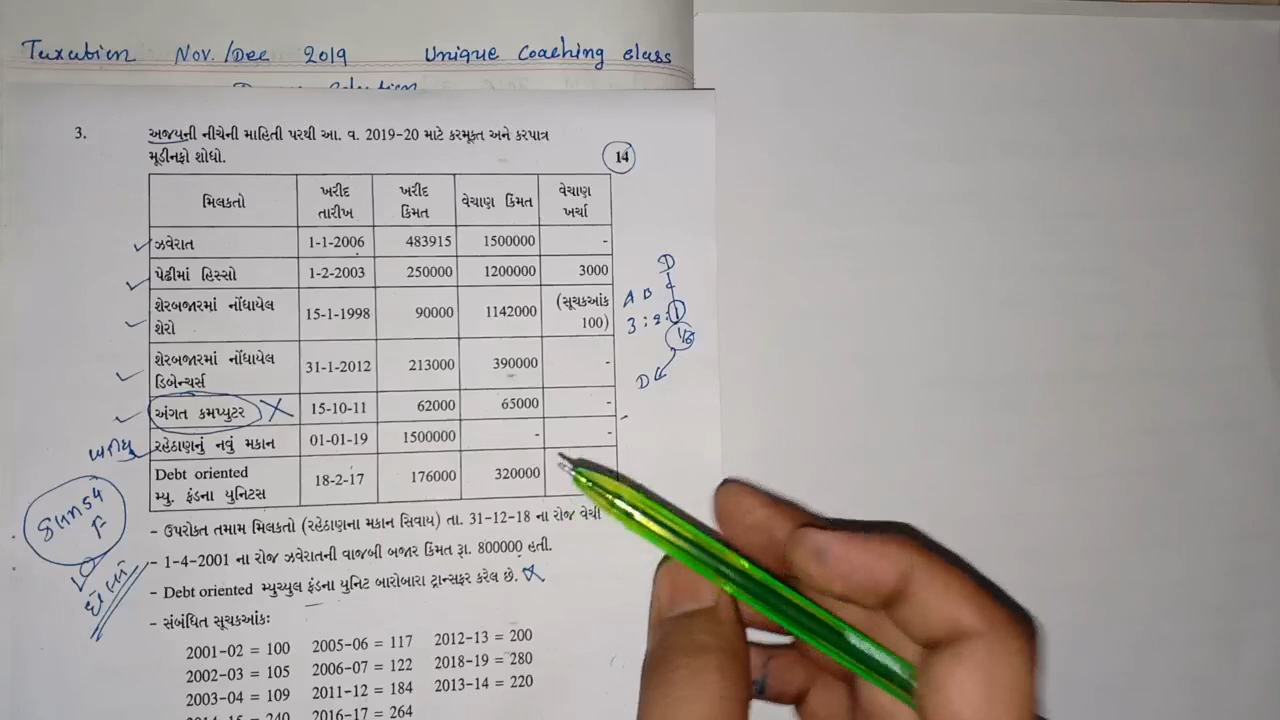 Taxation Nov./Dec 2019 Unique Coaching class
3. અજયની નીચેની માહિતી પરથી આ. વ. 2019-20 માટે કરમુક્ત અને કરપાત્ર
મૂડીનફો શોધો. 14
મિલકતો ખરીદ તારીખ ખરીદ કિંમત વેચાણ કિંમત વેચાણ ખર્ચા
ઝવેરાત 1-1-2006 483915 1500000 -
પેઢીમાં હિસ્સો 1-2-2003 250000 1200000 3000
શેરબજારમાં નોંધાયેલ શેરો 15-1-1998 90000 1142000 (સૂચકઆંક 100)
શેરબજારમાં નોંધાયેલ ડિબેન્ચર્સ 31-1-2012 213000 390000 -
અંગત કમ્પ્યુટર 15-10-11 62000 65000 -
રહેઠાણનું નવું મકાન 01-01-19 1500000 - -
Debt oriented મ્યુ. ફંડના યુનિટસ 18-2-17 176000 320000
D
A B
3:2:1
1/6
D
F
- ઉપરોક્ત તમામ મિલકતો (રહેઠાણના મકાન સિવાય) તા. 31-12-18 ના રોજ વેચી
- 1-4-2001 ના રોજ ઝવેરાતની વાજબી બજાર કિંમત રૂા. 800000 હતી.
- Debt oriented મ્યુચ્યુલ ફંડના યુનિટ બારોબારા ટ્રાન્સફર કરેલ છે.
- સંબંધિત સૂચકઆંકઃ
2001-02 = 100 2005-06 = 117 2012-13 = 200
2002-03 = 105 2006-07 = 122 2018-19 = 280
2003-04 = 109 2011-12 = 184 2013-14 = 220
2014-15 = 240 2016-17 = 264